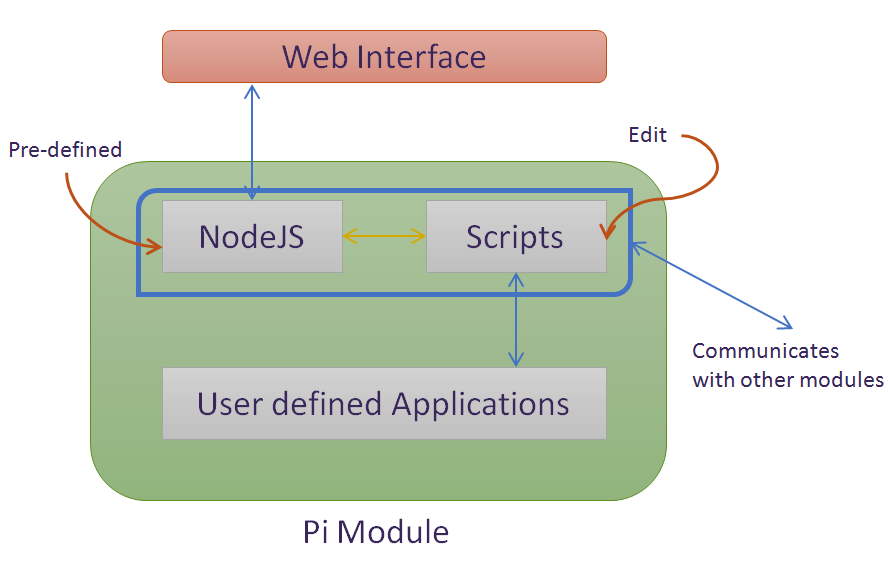 Web Interface
Edit
Pre-defined
NodeJS
Scripts
Communicates
with other modules
User defined Applications
Pi Module